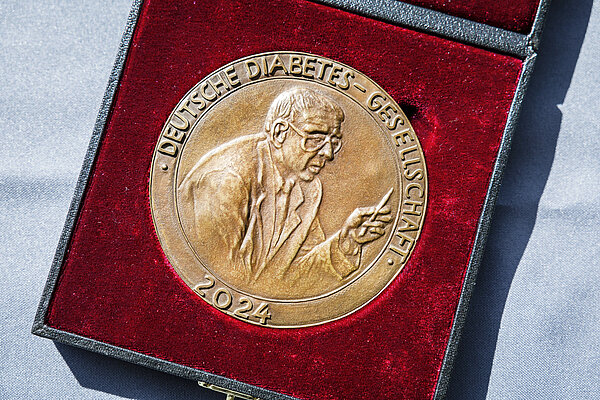 · DEUTSCHE DIABETES-GESELLSCHAFT ·
2024